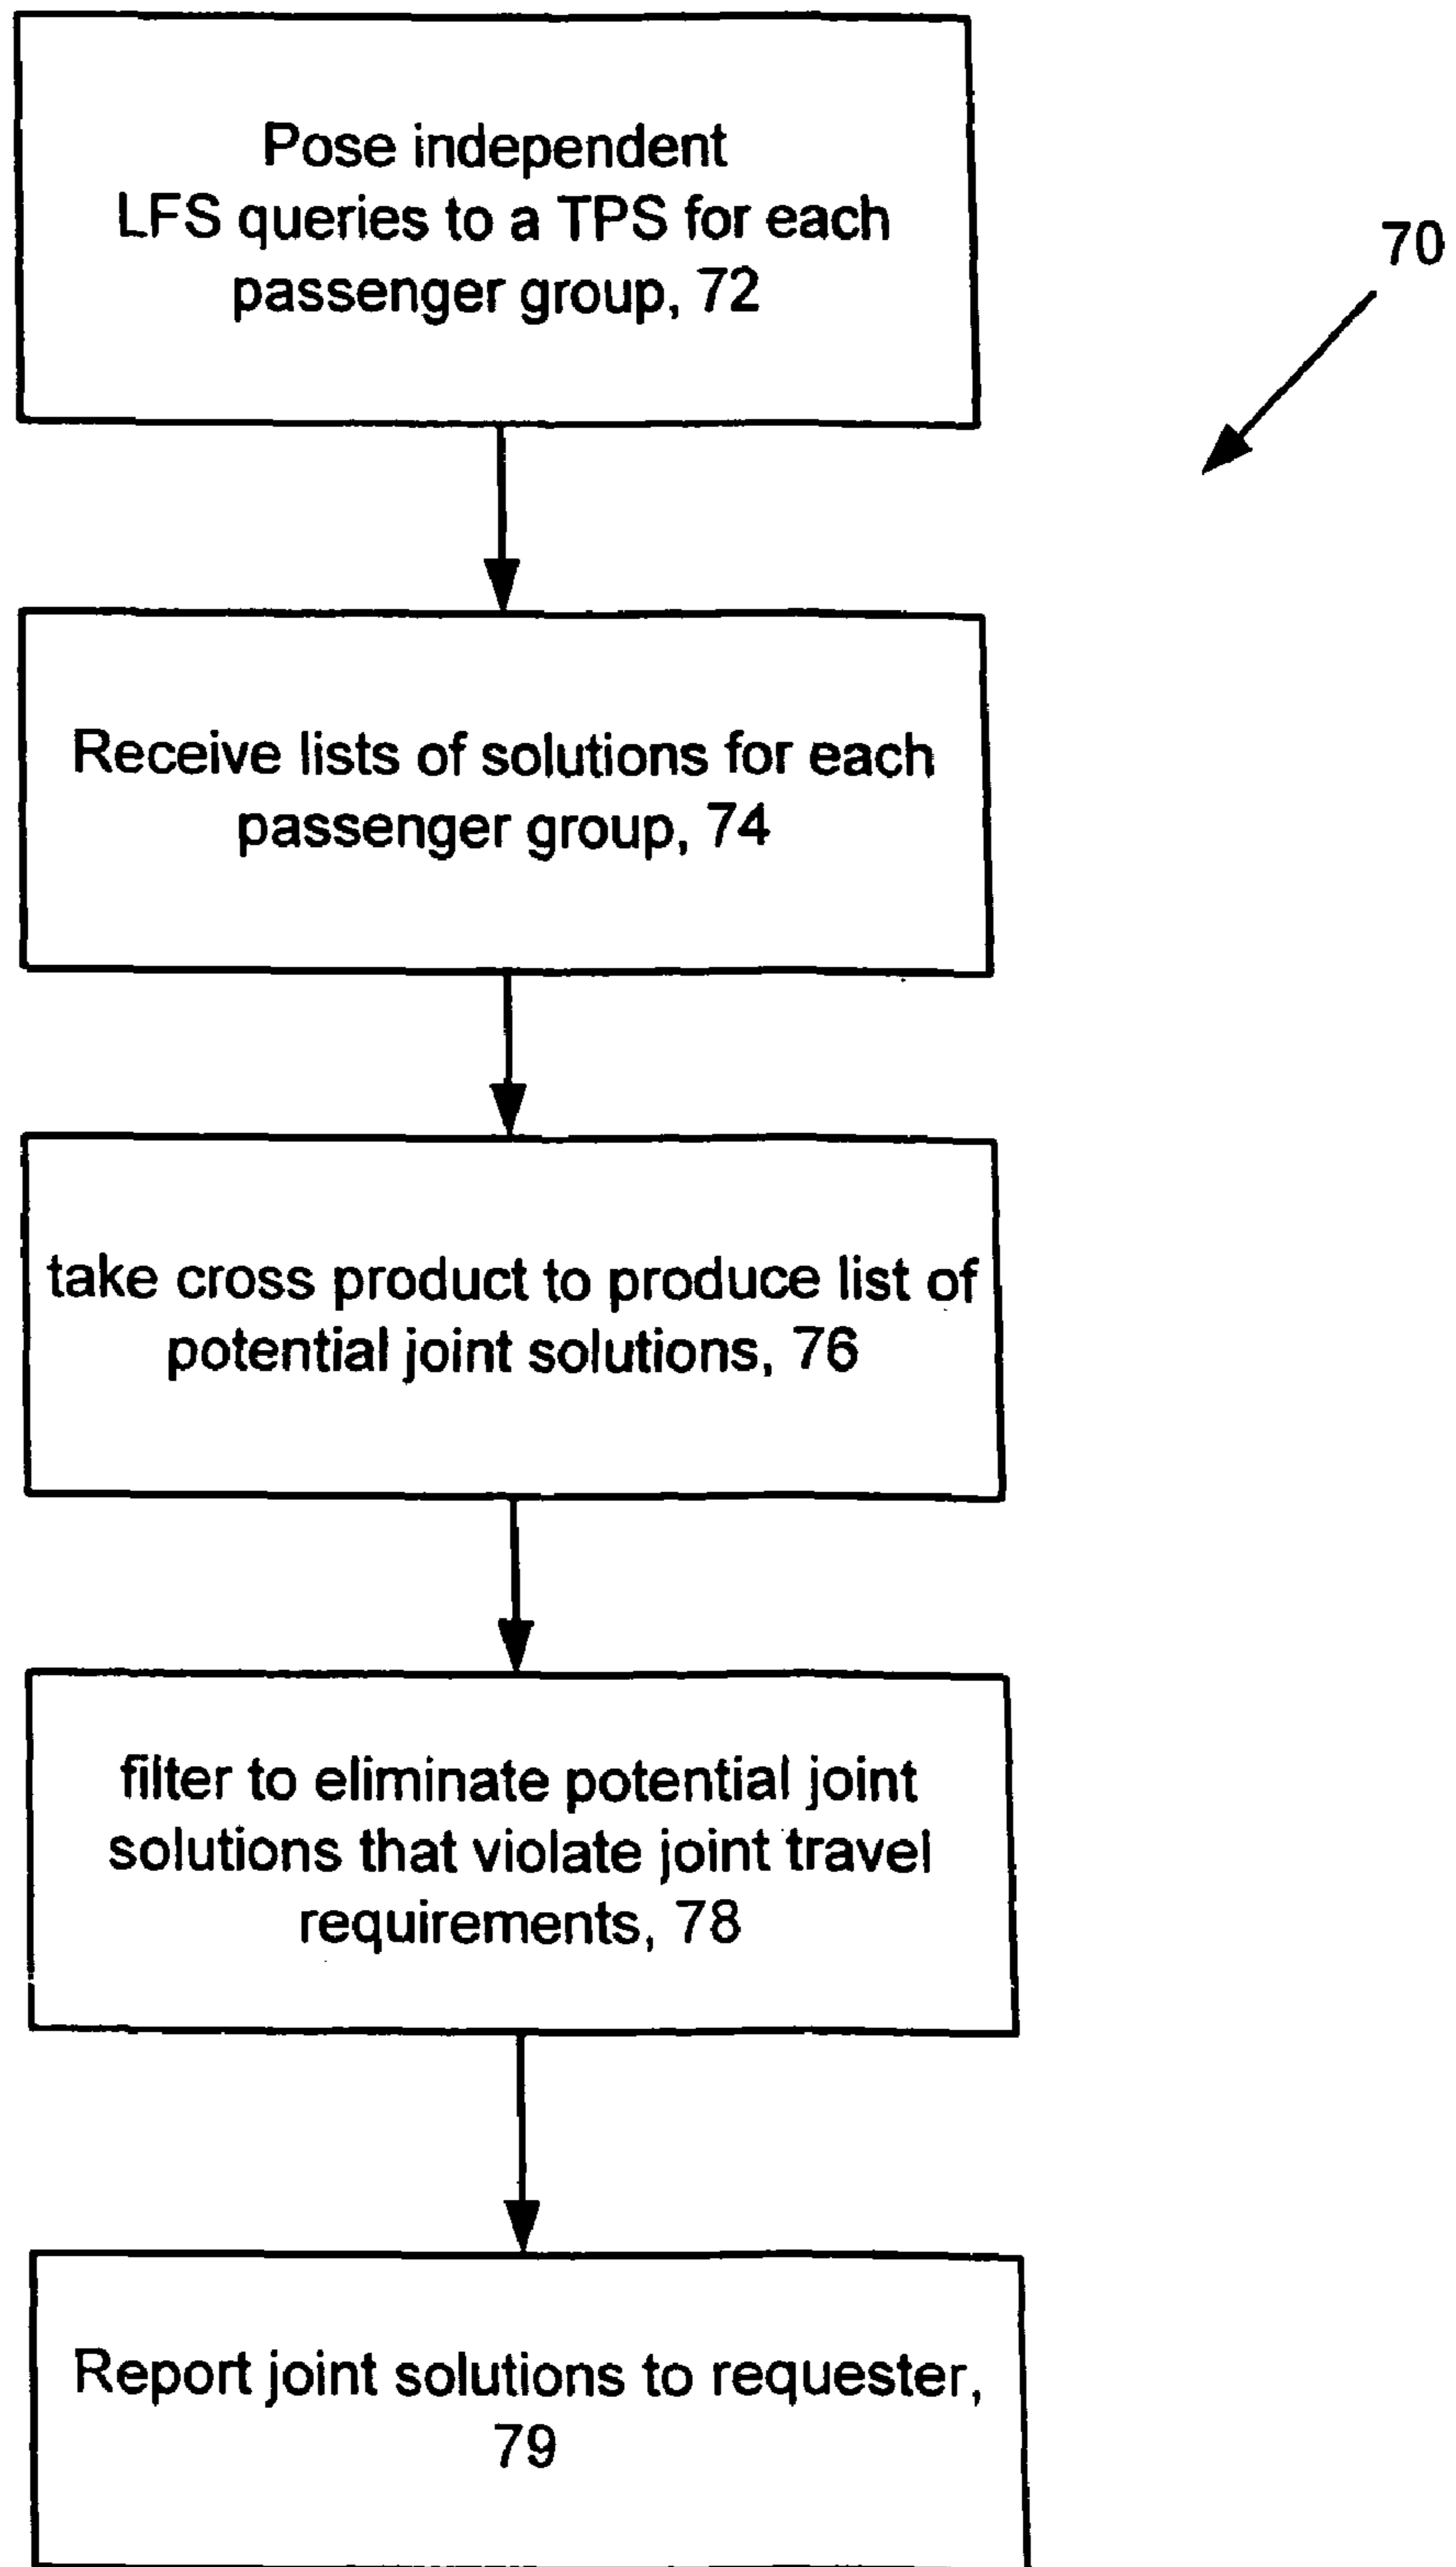 Pose independent
LFS queries to a TPS for each
passenger group, 72
70
Receive lists of solutions for each
passenger group, 74
take cross product to produce list of
potential joint solutions, 76
filter to eliminate potential joint
solutions that violate joint travel
requirements, 78
Report joint solutions to requester,
79